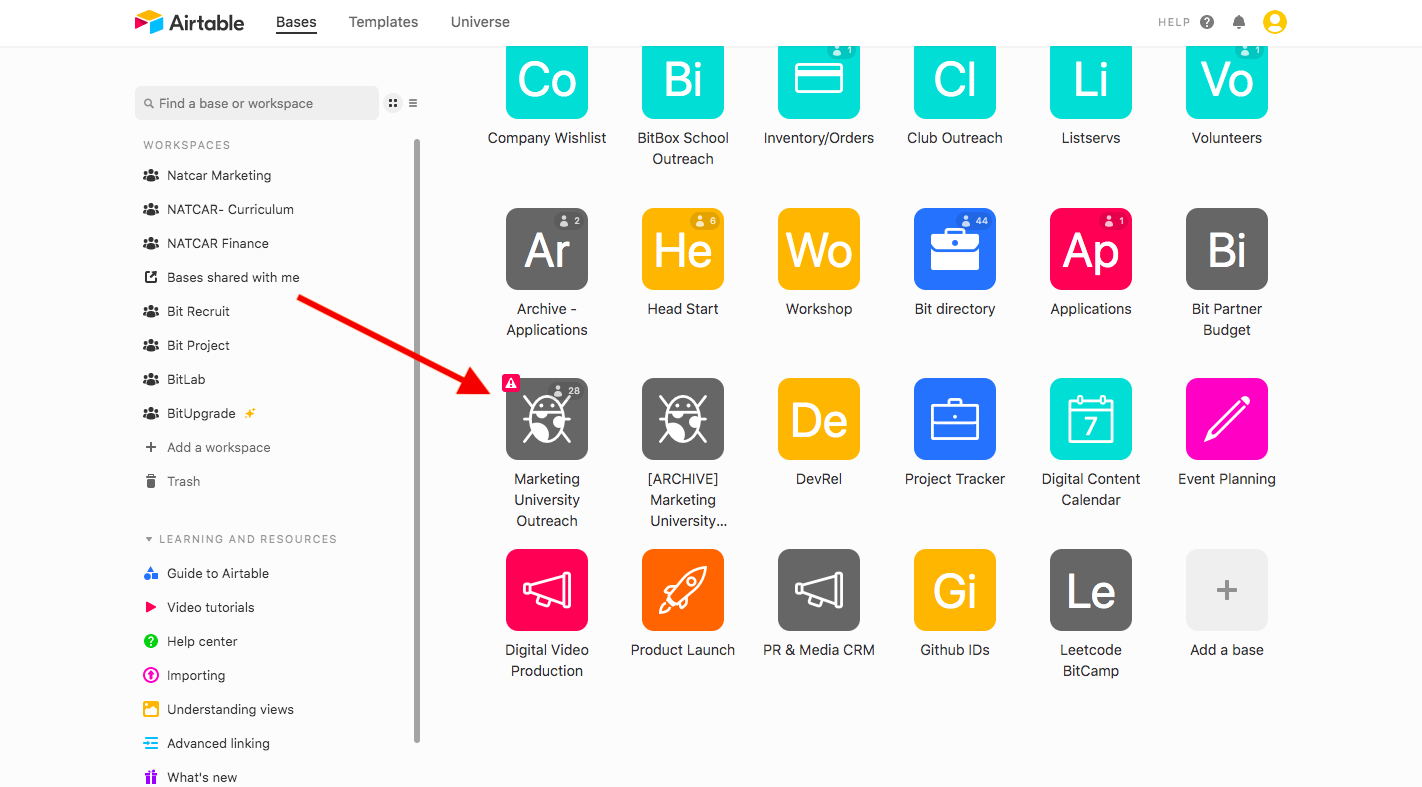 Airtable
Bases
Templates
Universe
HELP
?
Find a base or workspace
WORKSPACES
Natcar Marketing
NATCAR- Curriculum
NATCAR Finance
Bases shared with me
Bit Recruit
Bit Project
BitLab
BitUpgrade
Add a workspace
Trash
LEARNING AND RESOURCES
Guide to Airtable
Video tutorials
?
Help center
Importing
Understanding views
Advanced linking
What's new
Co
Bi
1
Cl
Li
1
Vo
Company Wishlist
BitBox School
Outreach
Inventory/Orders
Club Outreach
Listservs
Volunteers
2
Ar
6
He
Wo
44
1
Ap
Bi
Archive -
Applications
Head Start
Workshop
Bit directory
Applications
Bit Partner
Budget
28
De
7
Marketing
University
Outreach
[ARCHIVE]
Marketing
University...
DevRel
Project Tracker
Digital Content
Calendar
Event Planning
Gi
Le
+
Digital Video
Production
Product Launch
PR & Media CRM
Github IDs
Leetcode
BitCamp
Add a base